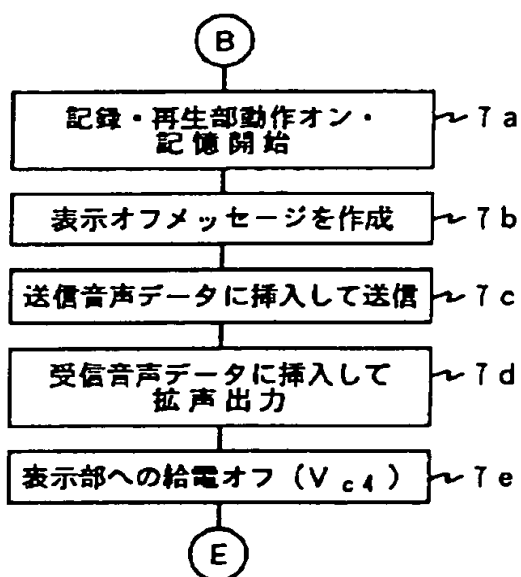 B
記録・再生部動作オン・ 7a
記憶開始
表示オフメッセージを作成 7b
送信音声データに挿入して送信 7c
受信音声データに挿入して 7d
拡声出力
表示部への給電オフ（Vc4） 7e
E